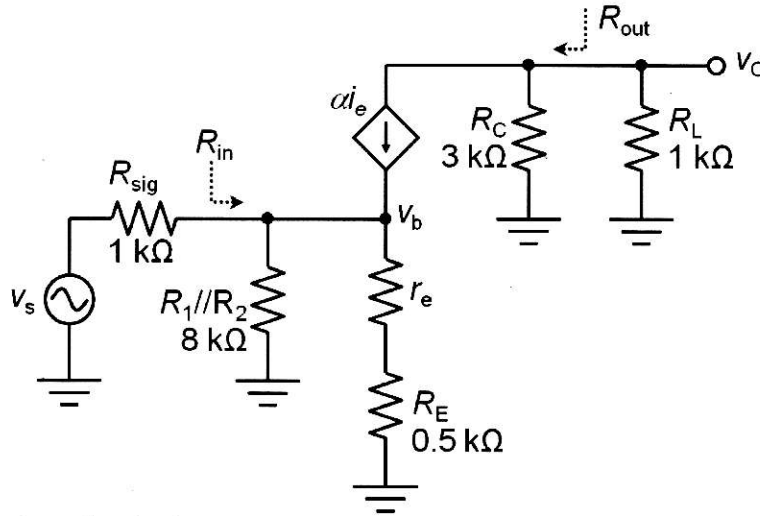 R_out
v_O
αi_e
R_C
3 kΩ
R_L
1 kΩ
R_in
R_sig
1 kΩ
v_b
v_s
R_1//R_2
8 kΩ
r_e
R_E
0.5 kΩ